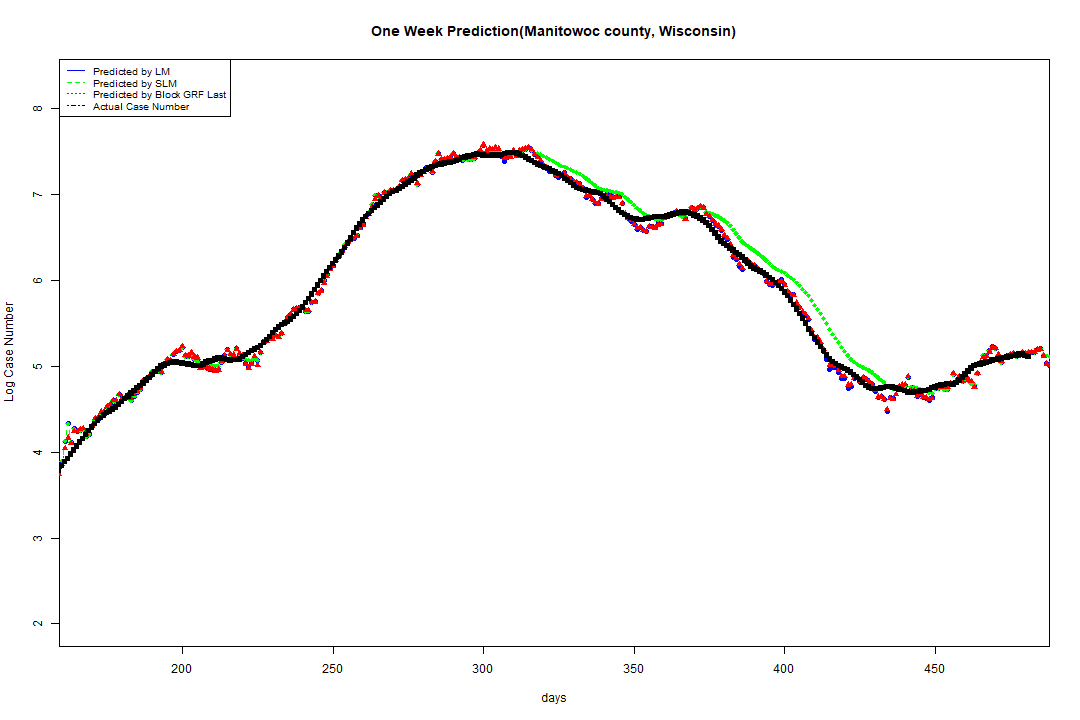 One Week Prediction(Manitowoc county, Wisconsin)
Predicted by LM
Predicted by SLM
Predicted by Block GRF Last
Actual Case Number
8
7
6
5
4
3
2
Log Case Number
200 250 300 350 400 450
days